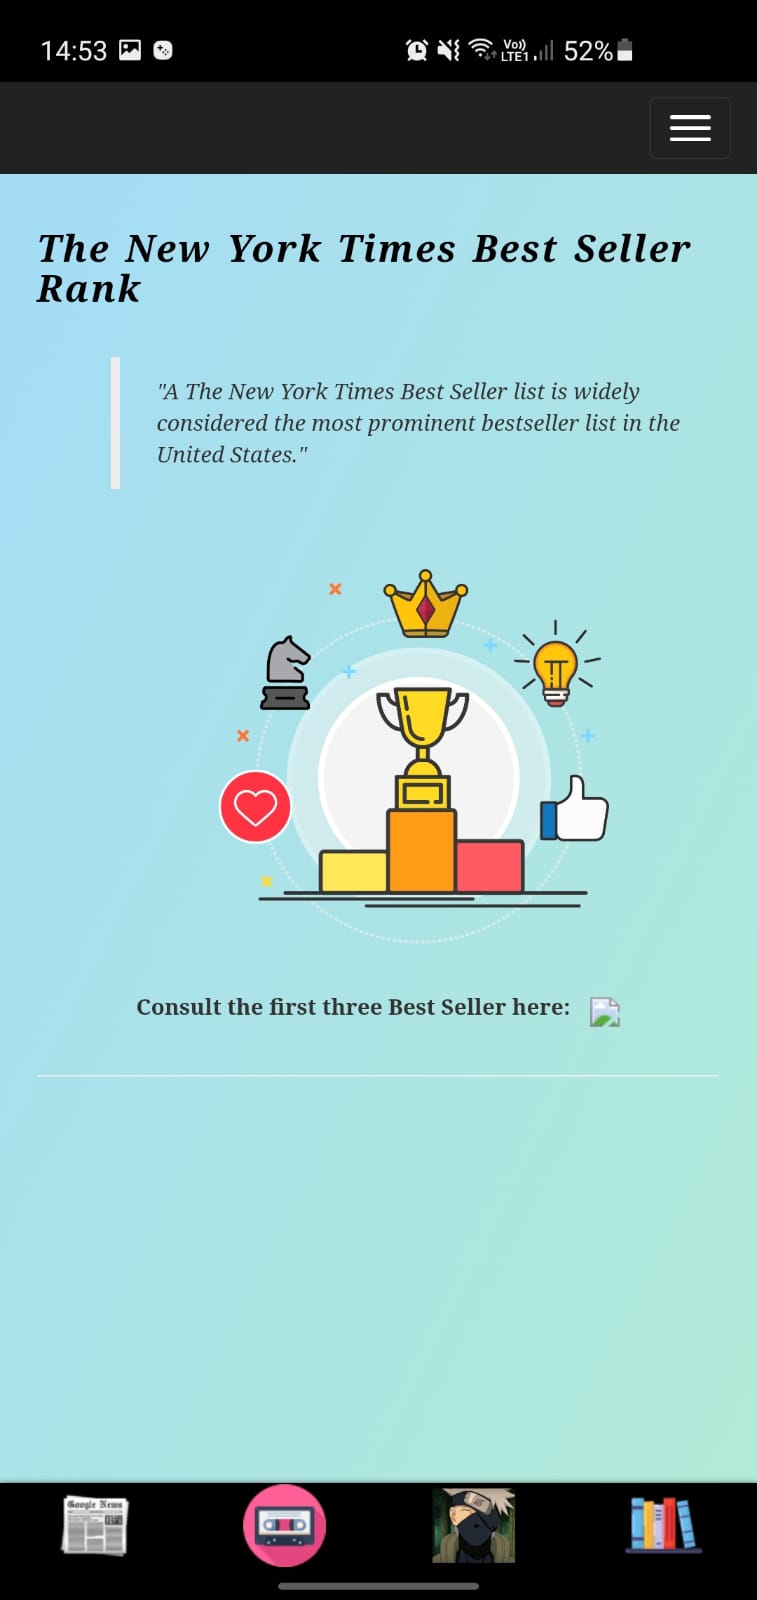 14:53
Vo)) LTE1 52%
The New York Times Best Seller
Rank
"A The New York Times Best Seller list is widely
considered the most prominent bestseller list in the
United States."
Consult the first three Best Seller here:
Google News